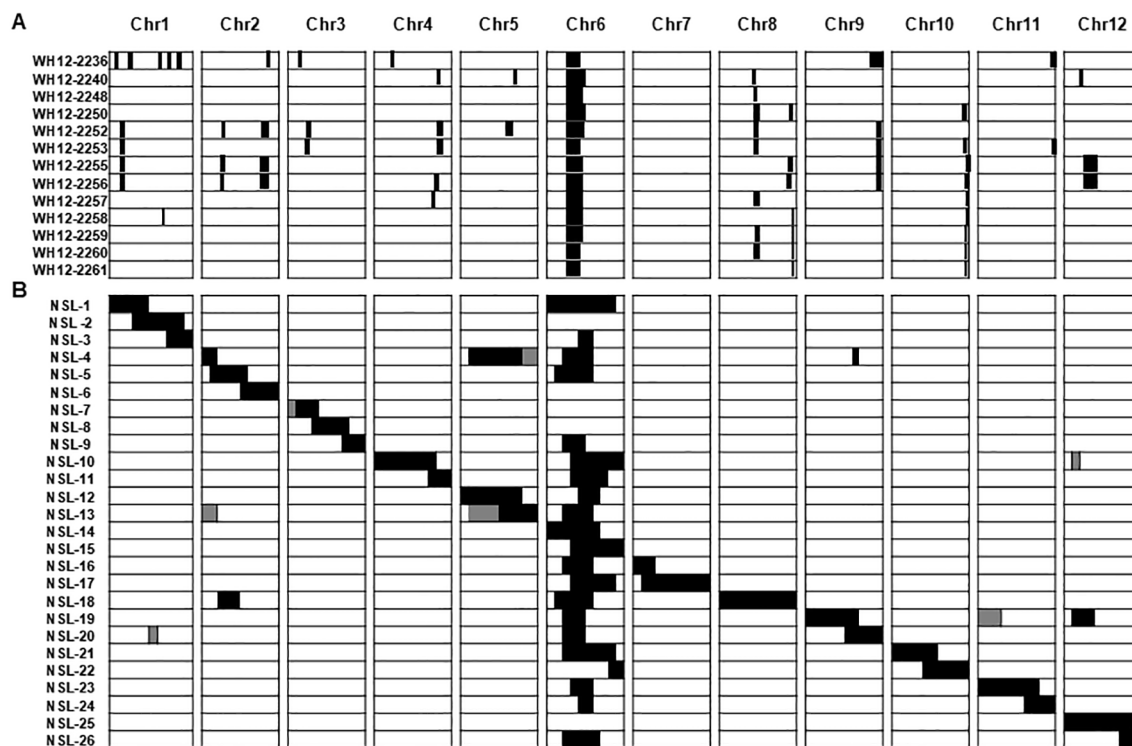 A Chr1 Chr2 Chr3 Chr4 Chr5 Chr6 Chr7 Chr8 Chr9 Chr10 Chr11 Chr12
WH12-2236
WH12-2240
WH12-2248
WH12-2250
WH12-2252
WH12-2253
WH12-2255
WH12-2256
WH12-2257
WH12-2258
WH12-2259
WH12-2260
WH12-2261
B
NSL-1
NSL-2
NSL-3
NSL-4
NSL-5
NSL-6
NSL-7
NSL-8
NSL-9
NSL-10
NSL-11
NSL-12
NSL-13
NSL-14
NSL-15
NSL-16
NSL-17
NSL-18
NSL-19
NSL-20
NSL-21
NSL-22
NSL-23
NSL-24
NSL-25
NSL-26